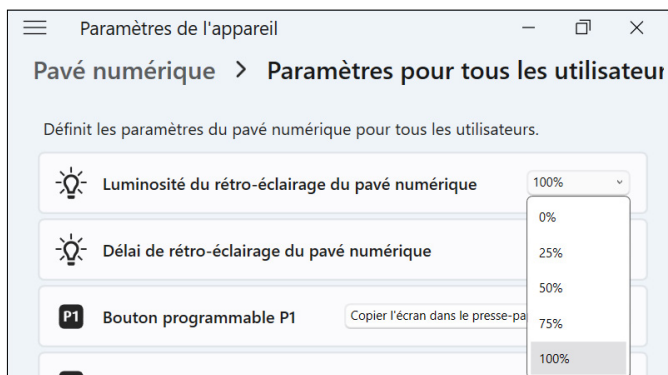 Paramètres de l'appareil
Pavé numérique > Paramètres pour tous les utilisateur
Définit les paramètres du pavé numérique pour tous les utilisateurs.
Luminosité du rétro-éclairage du pavé numérique 100%
0%
Délai de rétro-éclairage du pavé numérique
25%
50%
P1 Bouton programmable P1 Copier l'écran dans le presse-pa
75%
100%